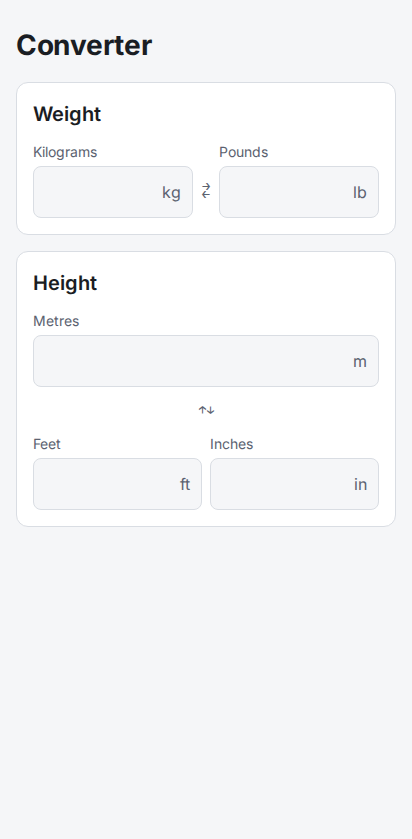 Converter
Weight
Kilograms Pounds
kg ⇄ lb
Height
Metres
m
↑↓
Feet Inches
ft in